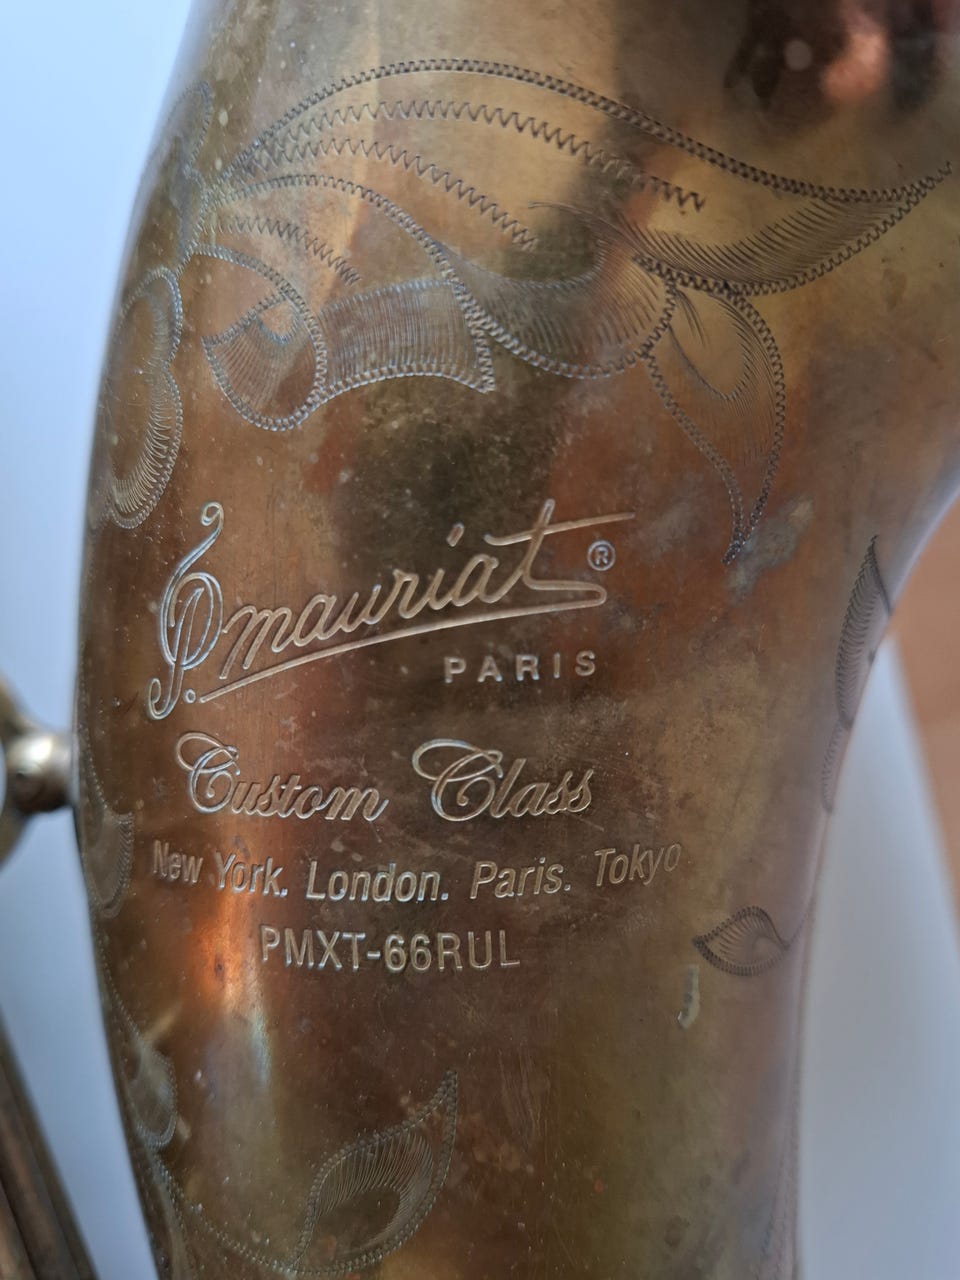 P.mauriat®
PARIS
Custom Class
New York. London. Paris. Tokyo
PMXT-66RUL